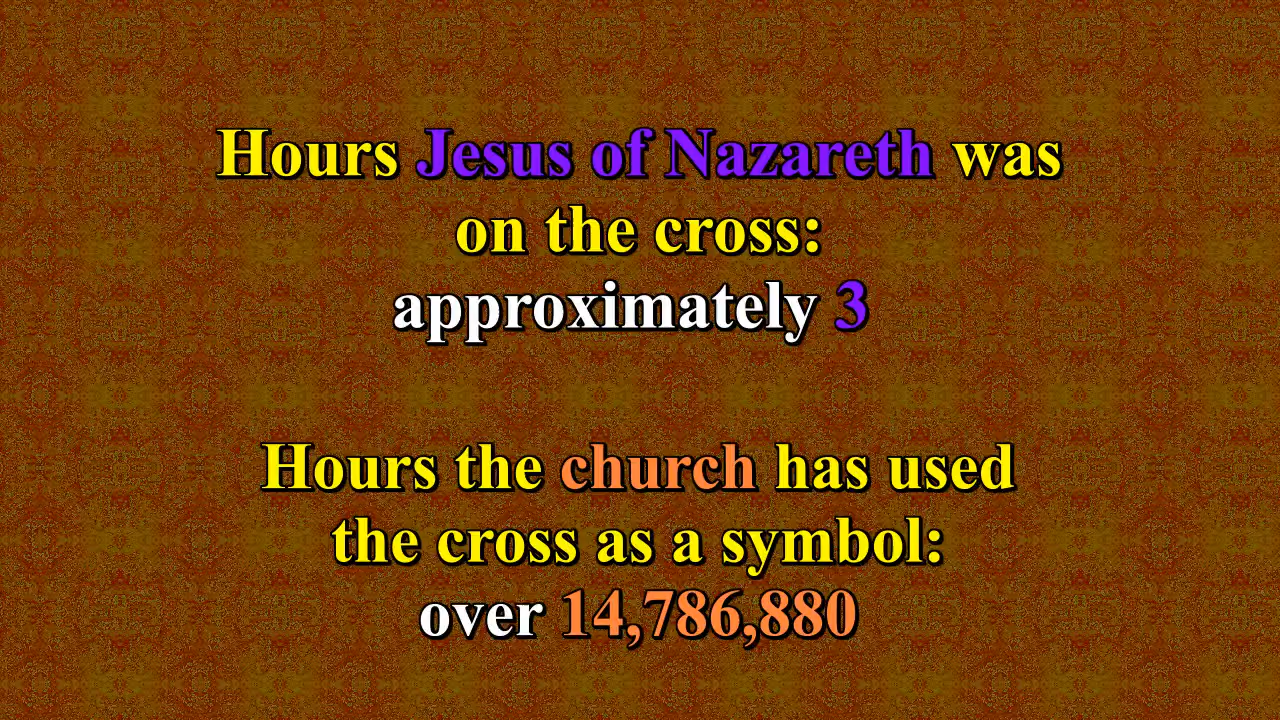 Hours Jesus of Nazareth was
on the cross:
approximately 3
Hours the church has used
the cross as a symbol:
over 14,786,880